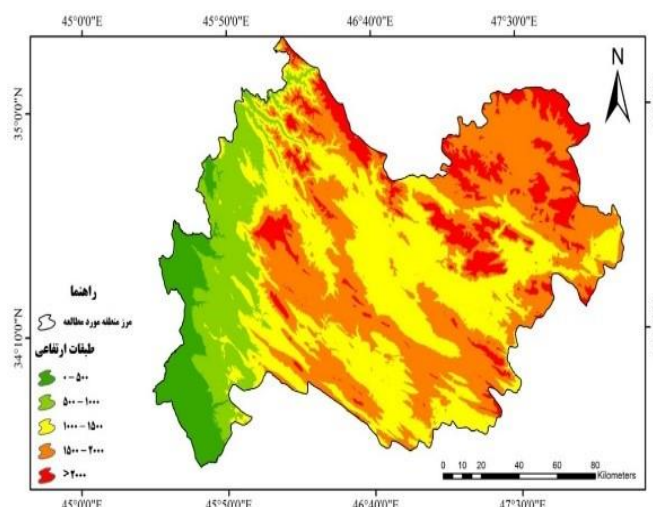 45°0'0"E 45°50'0"E 46°40'0"E 47°30'0"E
N
35°0'0"N
34°10'0"N
راهنما
مرز منطقه مورد مطالعه
طبقات ارتفاعی
۰ - ۵۰۰
۵۰۰ - ۱۰۰۰
۱۰۰۰ - ۱۵۰۰
۱۵۰۰ - ۲۰۰۰
> ۲۰۰۰
0 5 10 20 40 60 80
Kilometers
45°0'0"E 45°50'0"E 46°40'0"E 47°30'0"E